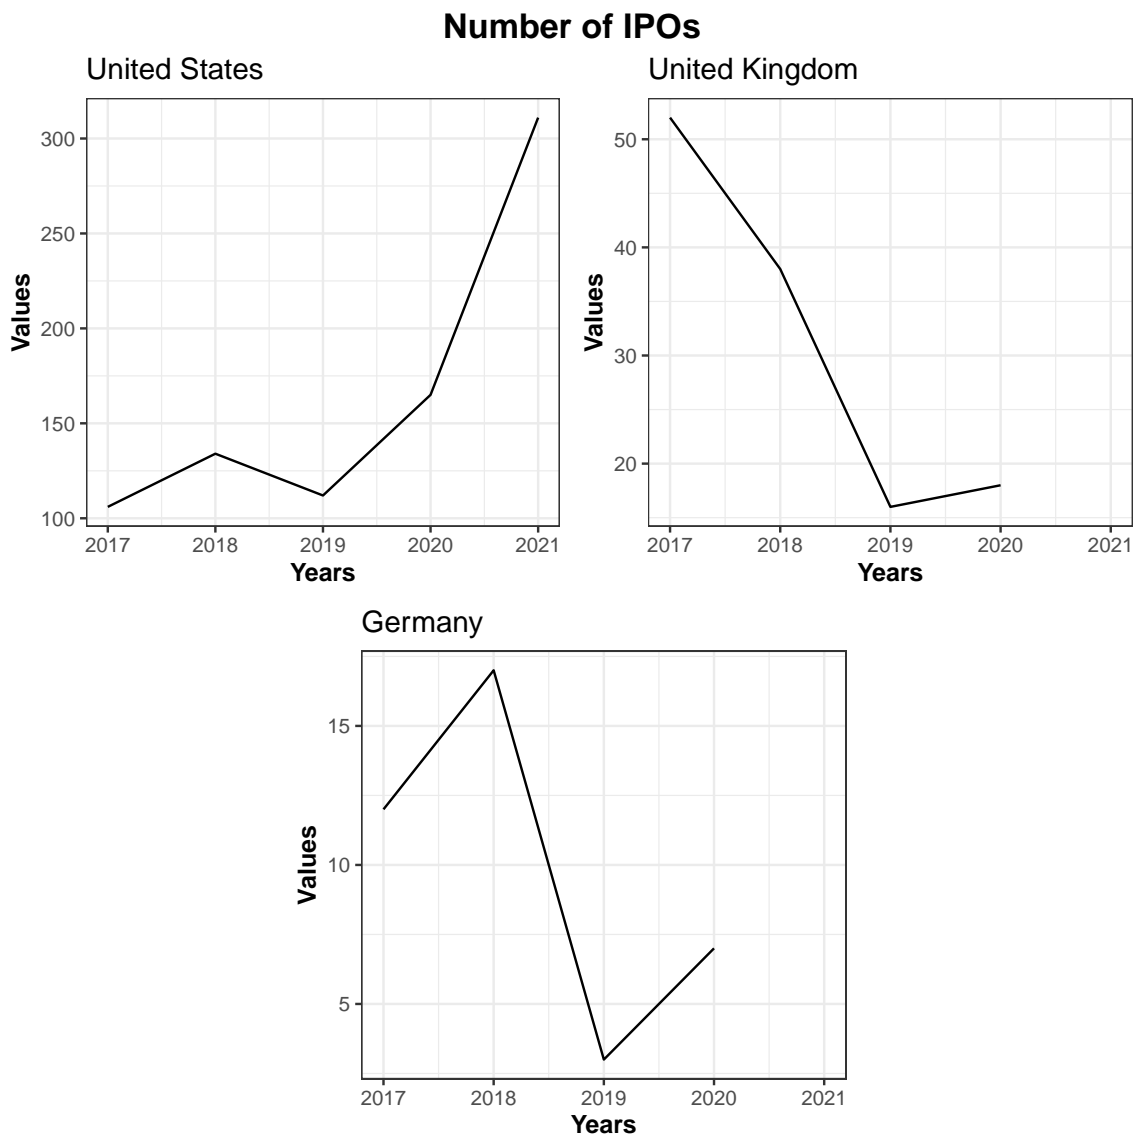 Number of IPOs
United States
300
250
200
150
100
Values
2017 2018 2019 2020 2021
Years
United Kingdom
50
40
30
20
Values
2017 2018 2019 2020 2021
Years
Germany
15
10
5
Values
2017 2018 2019 2020 2021
Years